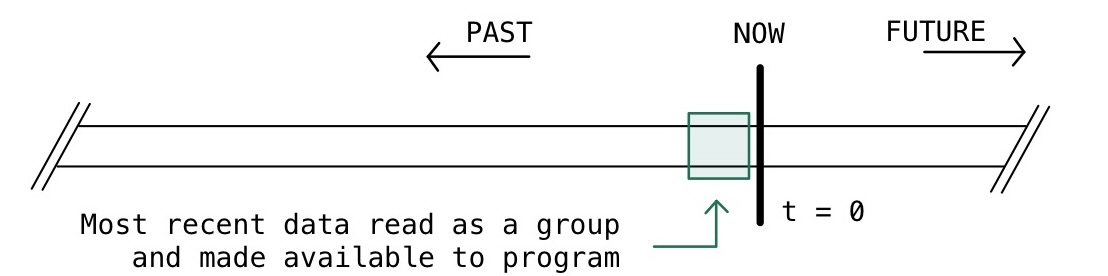 PAST
NOW
FUTURE
t = 0
Most recent data read as a group
and made available to program